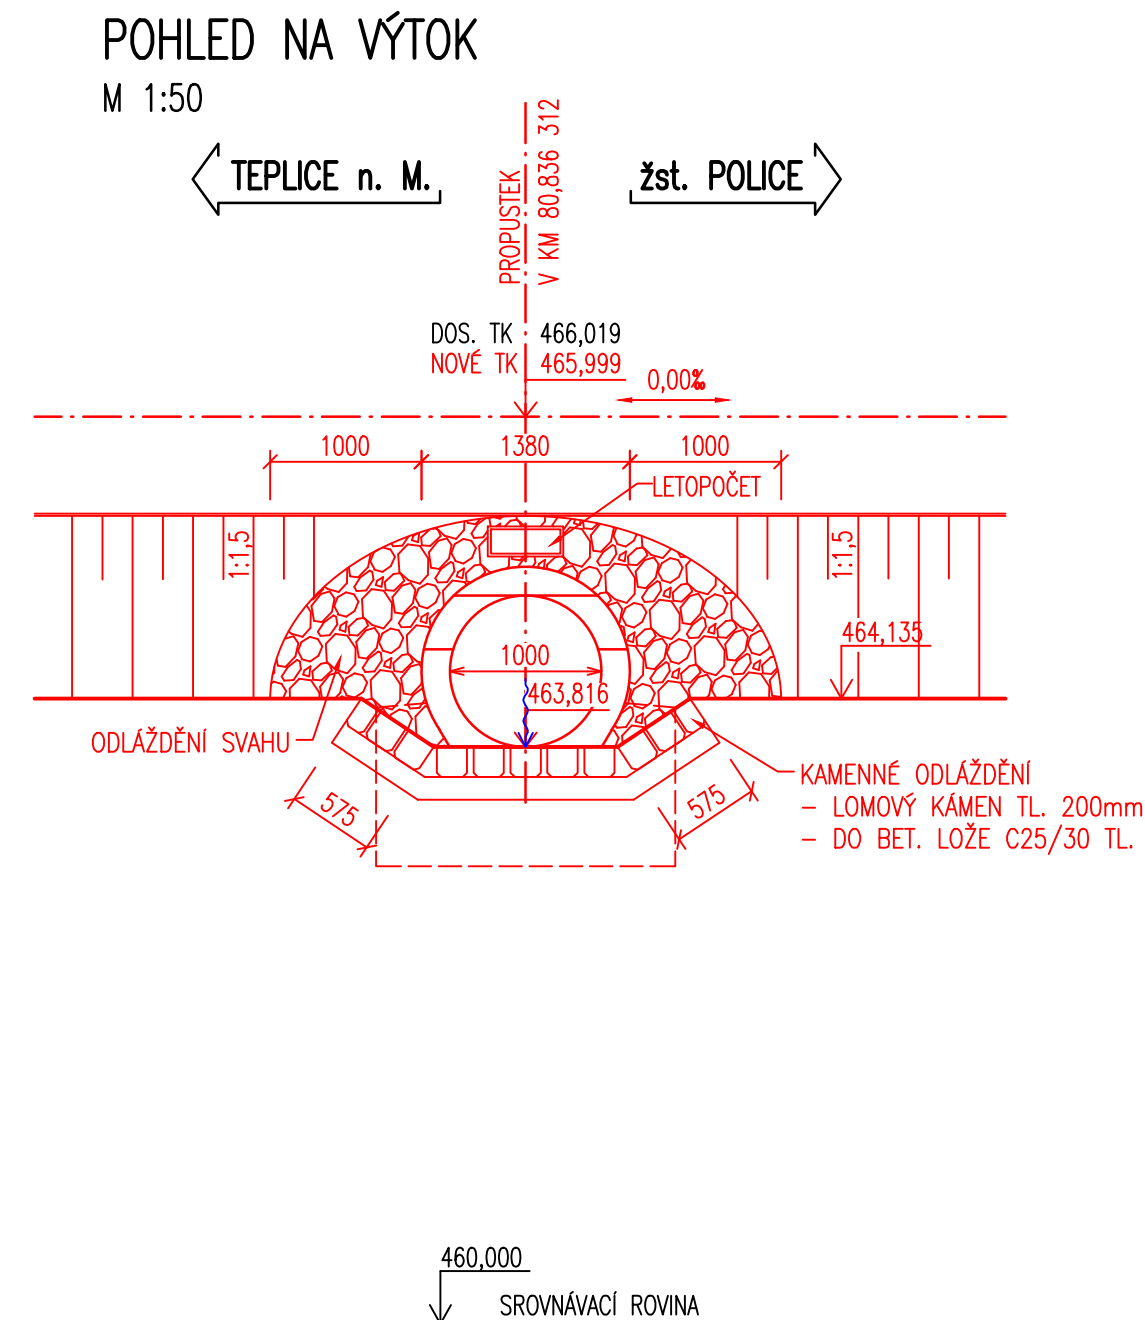 POHLED NA VÝTOK
M 1:50
TEPLICE n. M.
žst. POLICE
PROPUSTEK
V KM 80,836 312
DOS. TK 466,019
NOVÉ TK 465,999
0,00‰
1000
1380
1000
LETOPOČET
1:1,5
1:1,5
464,135
1000
463,816
ODLÁŽDĚNÍ SVAHU
KAMENNÉ ODLÁŽDĚNÍ
- LOMOVÝ KÁMEN TL. 200mm
- DO BET. LOŽE C25/30 TL.
575
575
460,000
SROVNÁVACÍ ROVINA